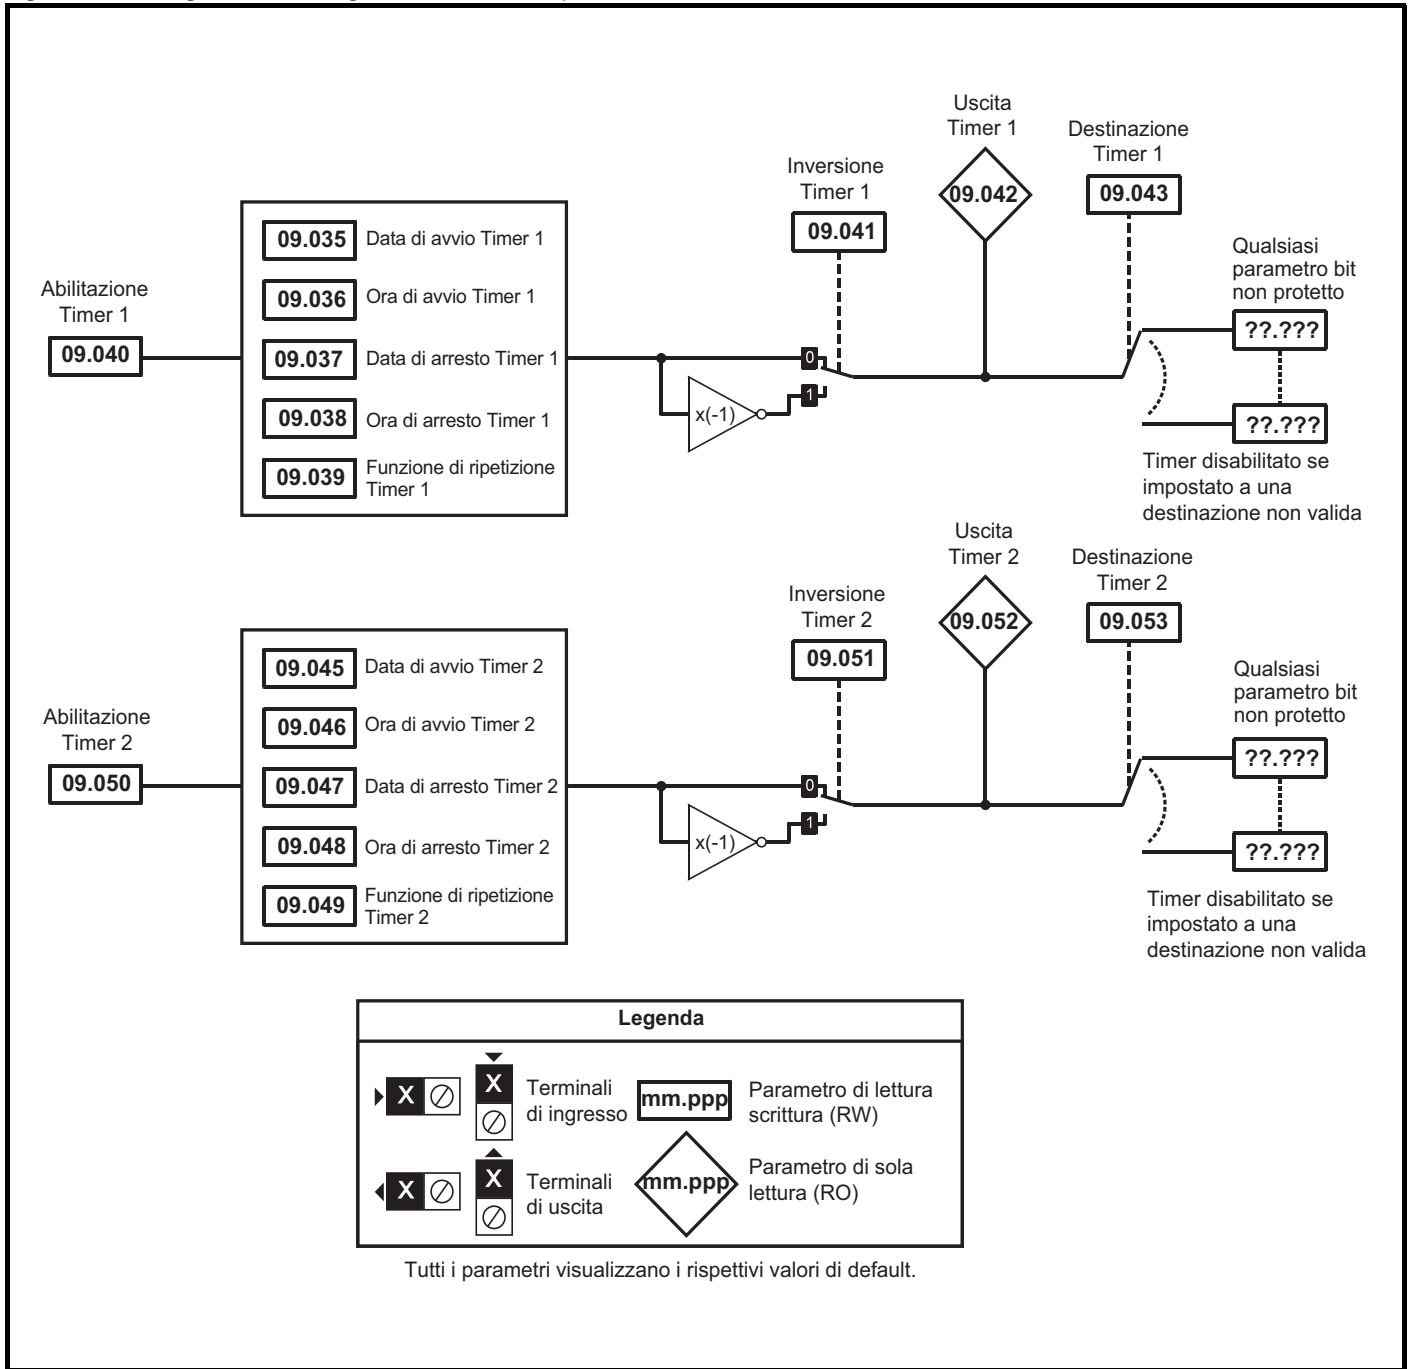 Uscita
Timer 1
Destinazione
Timer 1
Inversione
Timer 1
09.042
09.043
09.041
09.035 Data di avvio Timer 1
09.036 Ora di avvio Timer 1
09.037 Data di arresto Timer 1
09.038 Ora di arresto Timer 1
09.039 Funzione di ripetizione
Timer 1
Abilitazione
Timer 1
09.040
0
1
x(-1)
Qualsiasi
parametro bit
non protetto
??.???
??.???
Timer disabilitato se
impostato a una
destinazione non valida
Uscita
Timer 2
Destinazione
Timer 2
Inversione
Timer 2
09.052
09.053
09.051
09.045 Data di avvio Timer 2
09.046 Ora di avvio Timer 2
09.047 Data di arresto Timer 2
09.048 Ora di arresto Timer 2
09.049 Funzione di ripetizione
Timer 2
Abilitazione
Timer 2
09.050
0
1
x(-1)
Qualsiasi
parametro bit
non protetto
??.???
??.???
Timer disabilitato se
impostato a una
destinazione non valida
Legenda
X X Terminali
di ingresso
mm.ppp Parametro di lettura
scrittura (RW)
X X Terminali
di uscita
mm.ppp Parametro di sola
lettura (RO)
Tutti i parametri visualizzano i rispettivi valori di default.